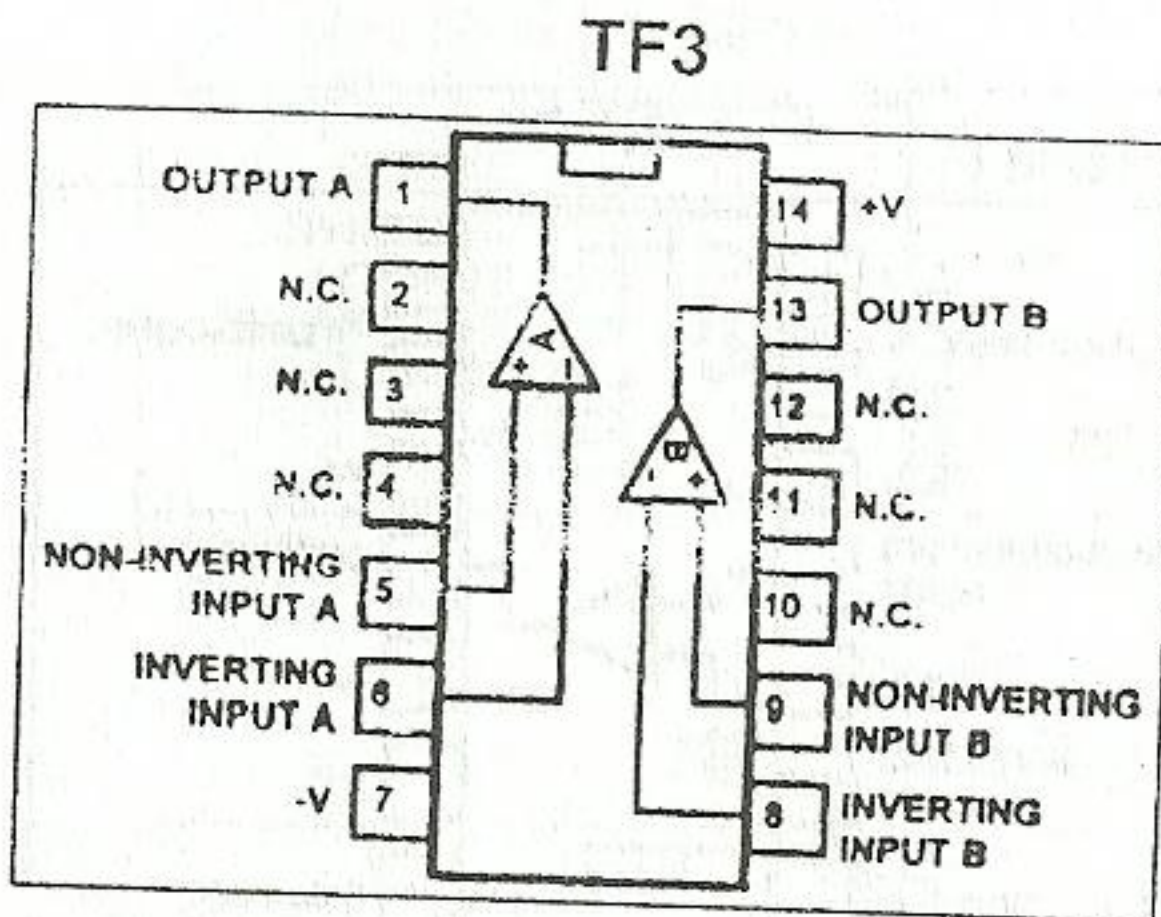 TF3
OUTPUT A 1
N.C. 2
N.C. 3
N.C. 4
NON-INVERTING
INPUT A 5
INVERTING
INPUT A 6
-V 7
A
+ -
B
- +
14 +V
13 OUTPUT B
12 N.C.
11 N.C.
10 N.C.
9 NON-INVERTING
INPUT B
8 INVERTING
INPUT B